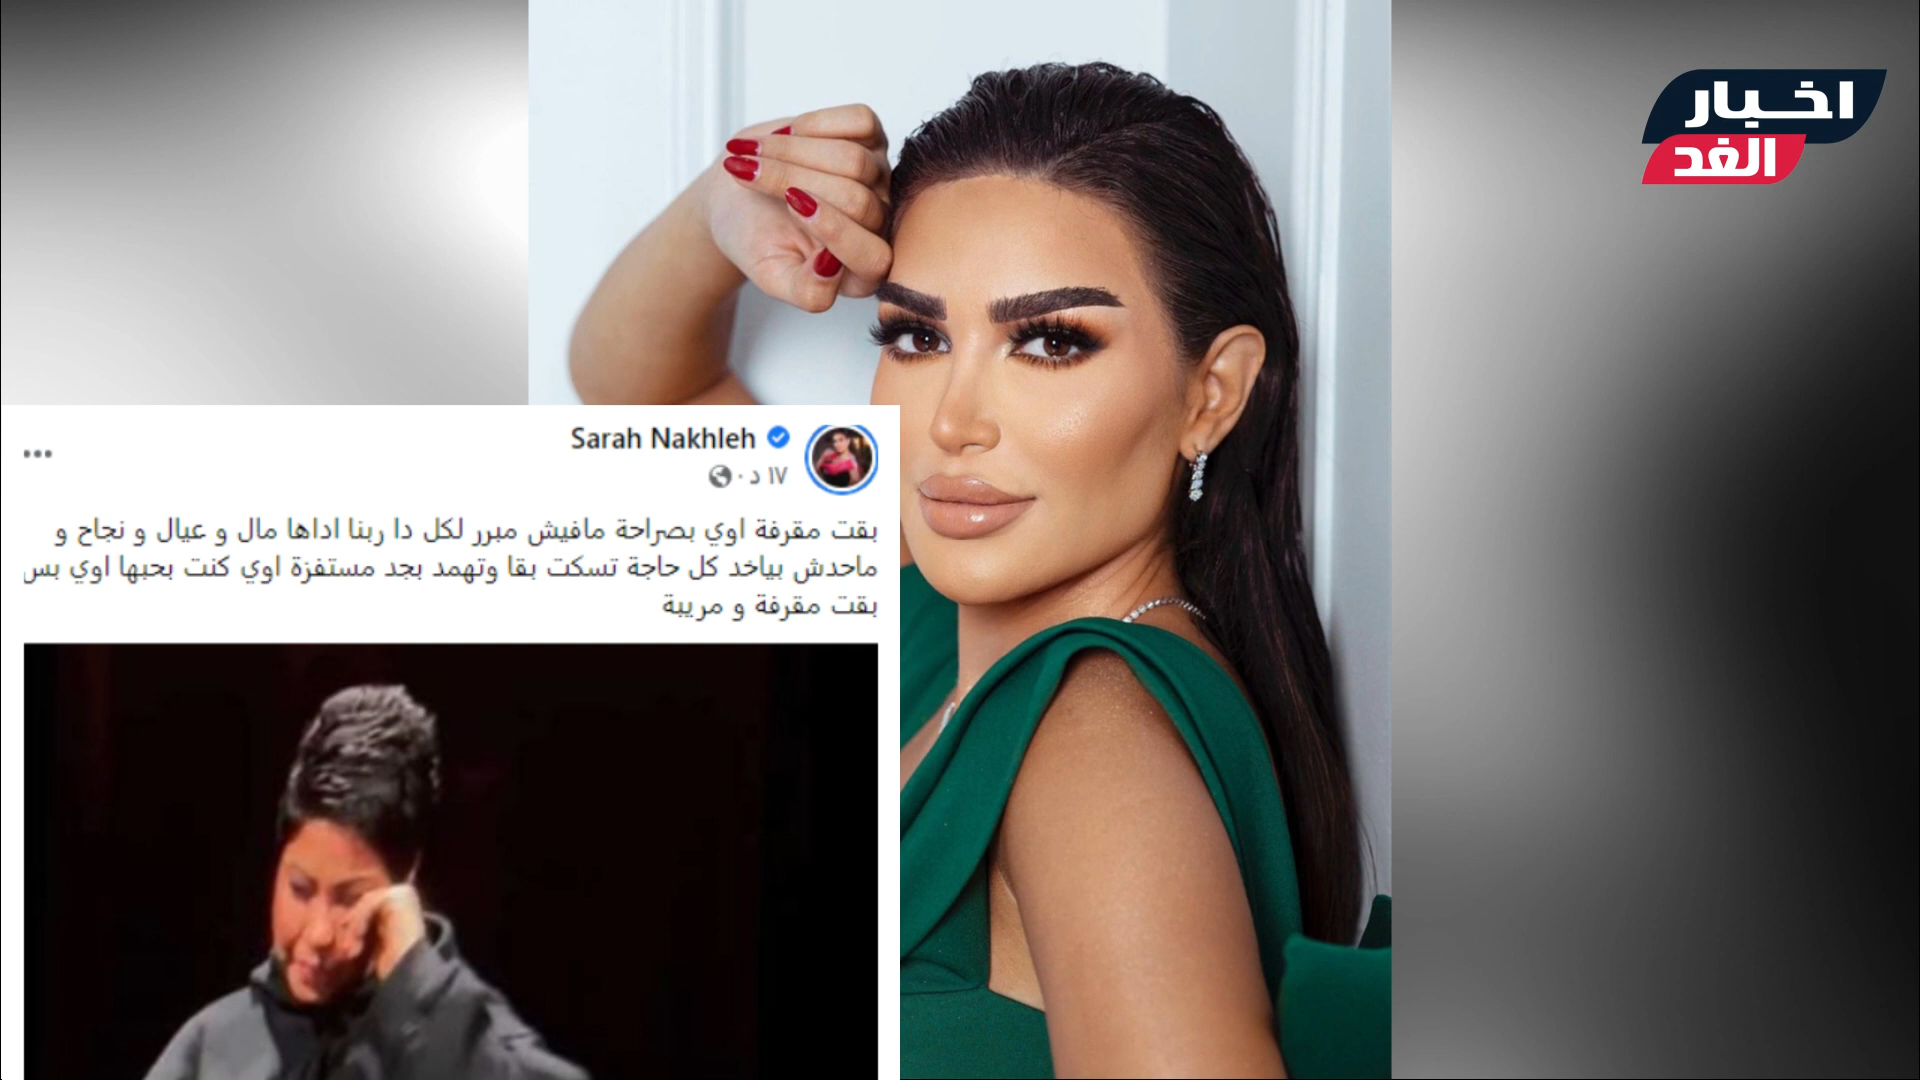 اخبار
الغد
Sarah Nakhleh
١٧ د ·
بقت مقرفة اوي بصراحة مافيش مبرر لكل دا ربنا اداها مال و عيال و نجاح و
ماحدش بياخد كل حاجة تسكت بقا وتهمد بجد مستفزة اوي كنت بحبها اوي بس
بقت مقرفة و مريبة